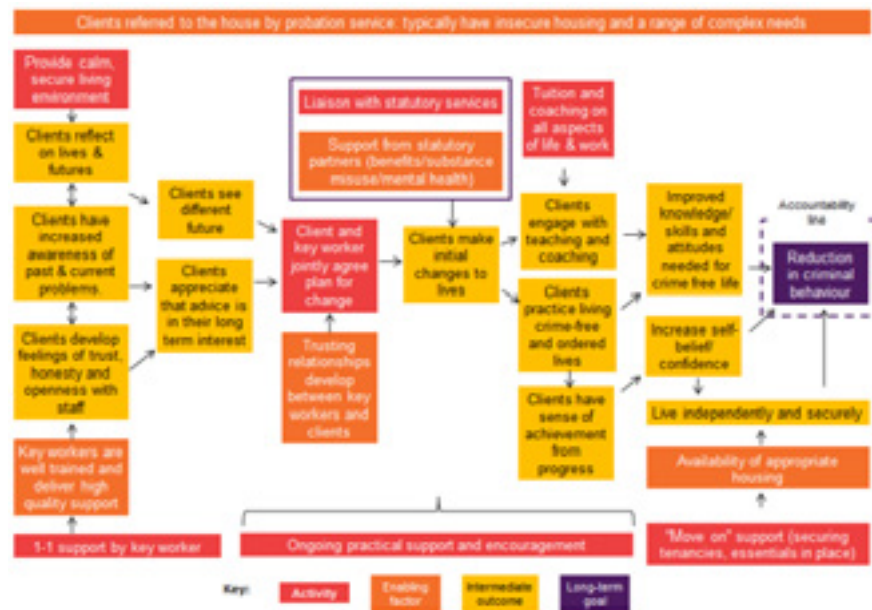 Clients referred to the house by probation service: typically have insecure housing and a range of complex needs
Provide calm,
secure living
environment
Clients reflect
on lives &
futures
Clients have
increased
awareness of
past & current
problems.
Clients develop
feelings of trust,
honesty and
openness with
staff
Key workers are
well trained and
deliver high
quality support
1-1 support by key worker
Clients see
different
future
Clients
appreciate
that advice is
in their long
term interest
Liaison with statutory services
Support from statutory
partners (benefits/substance
misuse/mental health)
Client and
key worker
jointly agree
plan for
change
Trusting
relationships
develop
between key
workers and
clients
Clients make
initial
changes to
lives
Tuition and
coaching on
all aspects
of life & work
Clients
engage with
teaching and
coaching
Clients
practice living
crime-free
and ordered
lives
Clients have
sense of
achievement
from
progress
Improved
knowledge/
skills and
attitudes
needed for
crime free life
Increase self-
belief/
confidence
Accountability
line
Reduction
in criminal
behaviour
Live independently and securely
Availability of appropriate
housing
"Move on" support (securing
tenancies, essentials in place)
Ongoing practical support and encouragement
Key:
Activity
Enabling
factor
Intermediate
outcome
Long-term
goal